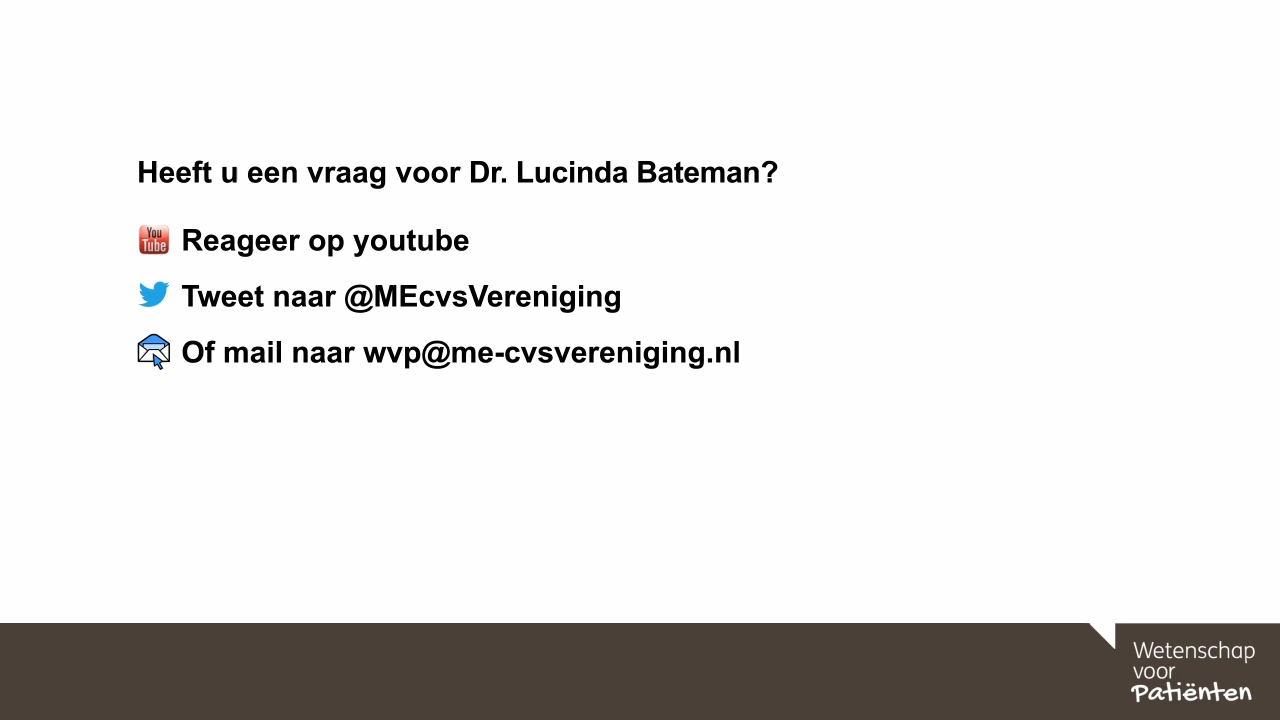 Heeft u een vraag voor Dr. Lucinda Bateman?
You
Tube
Reageer op youtube
Tweet naar @MEcvsVereniging
Of mail naar wvp@me-cvsvereniging.nl
Wetenschap
voor
Patiënten